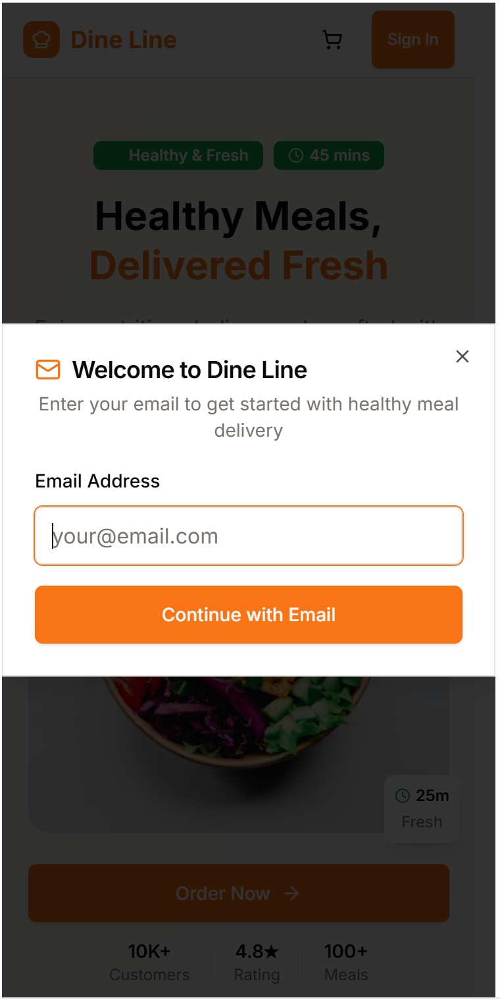 Dine Line
Sign In
Healthy & Fresh
45 mins
Healthy Meals,
Delivered Fresh
Welcome to Dine Line
Enter your email to get started with healthy meal
delivery
Email Address
your@email.com
Continue with Email
25m
Fresh
Order Now →
10K+
Customers
4.8★
Rating
100+
Meals